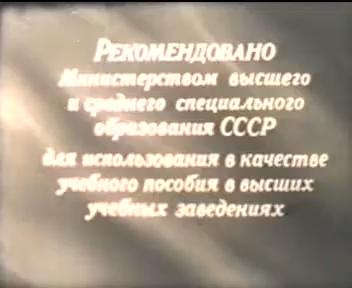 Рекомендовано
Министерством высшего
и среднего специального
образования СССР
для использования в качестве
учебного пособия в высших
учебных заведениях